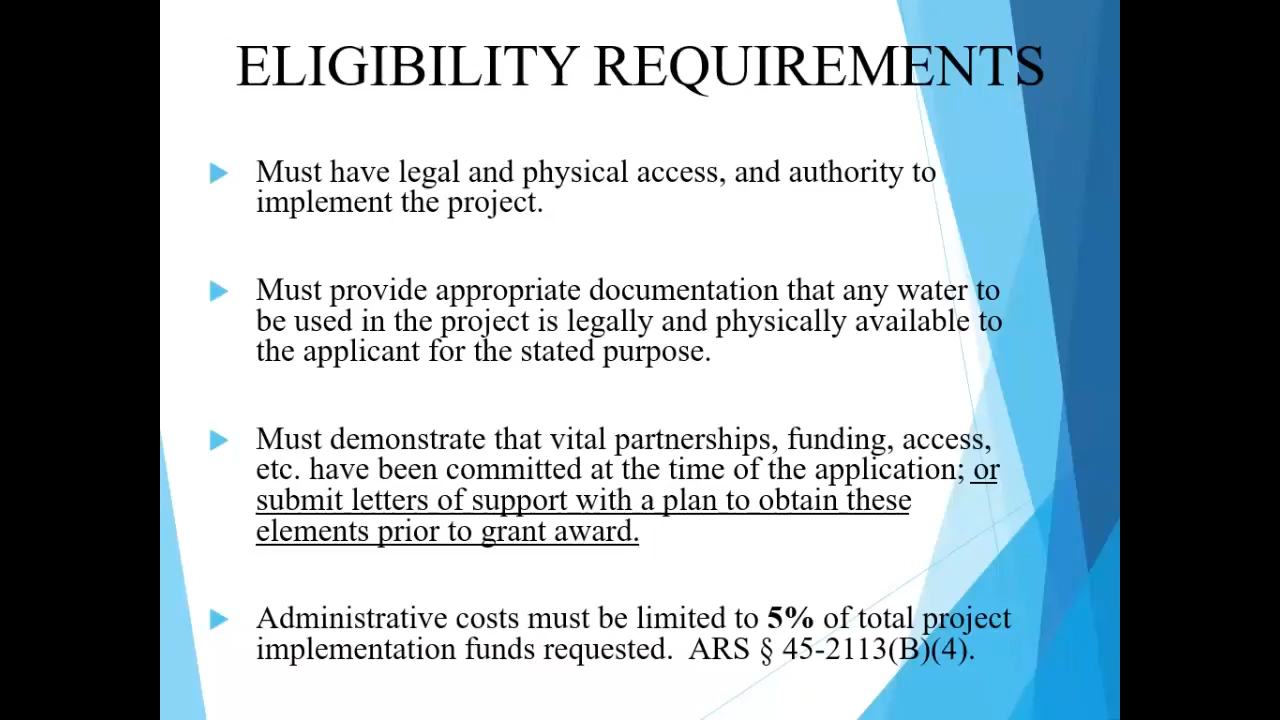 ELIGIBILITY REQUIREMENTS
Must have legal and physical access, and authority to
implement the project.
Must provide appropriate documentation that any water to
be used in the project is legally and physically available to
the applicant for the stated purpose.
Must demonstrate that vital partnerships, funding, access,
etc. have been committed at the time of the application; or
submit letters of support with a plan to obtain these
elements prior to grant award.
Administrative costs must be limited to 5% of total project
implementation funds requested.  ARS § 45-2113(B)(4).